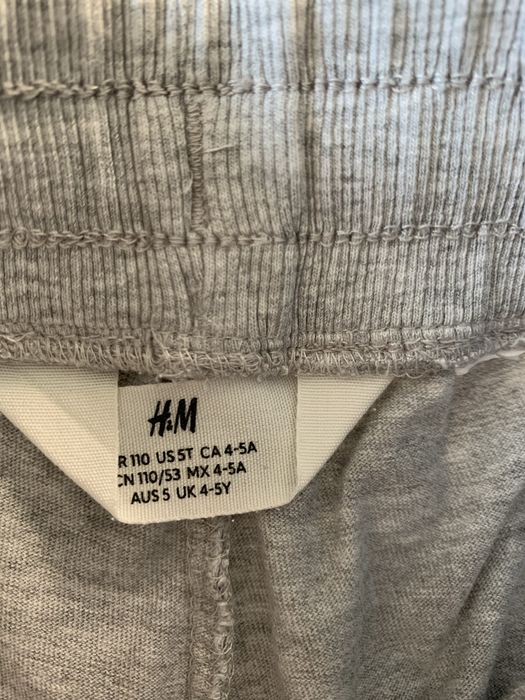 H&M
R 110 US 5T CA 4-5A
CN 110/53 MX 4-5A
AUS 5 UK 4-5Y